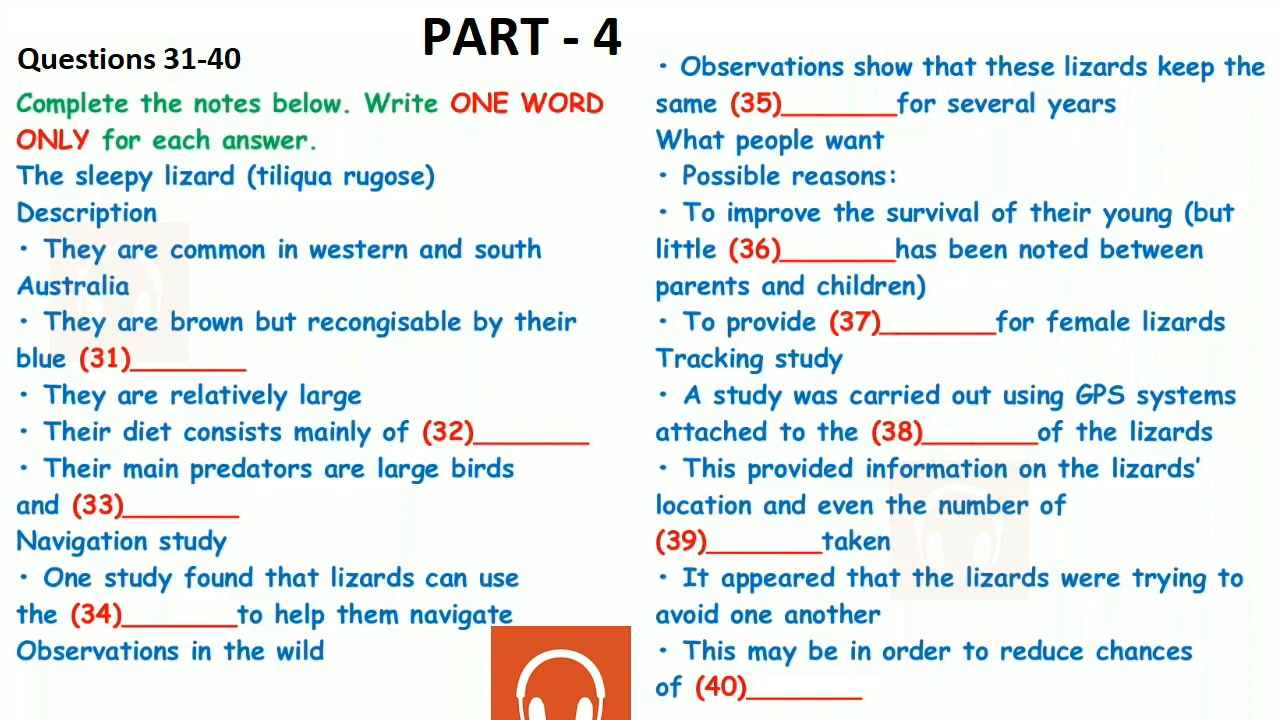 PART - 4
Questions 31-40
Complete the notes below. Write ONE WORD
ONLY for each answer.
The sleepy lizard (tiliqua rugose)
Description
• They are common in western and south
Australia
• They are brown but recongisable by their
blue (31)________
• They are relatively large
• Their diet consists mainly of (32)________
• Their main predators are large birds
and (33)________
Navigation study
• One study found that lizards can use
the (34)________to help them navigate
Observations in the wild
• Observations show that these lizards keep the
same (35)________for several years
What people want
• Possible reasons:
• To improve the survival of their young (but
little (36)________has been noted between
parents and children)
• To provide (37)________for female lizards
Tracking study
• A study was carried out using GPS systems
attached to the (38)________of the lizards
• This provided information on the lizards’
location and even the number of
(39)________taken
• It appeared that the lizards were trying to
avoid one another
• This may be in order to reduce chances
of (40)________